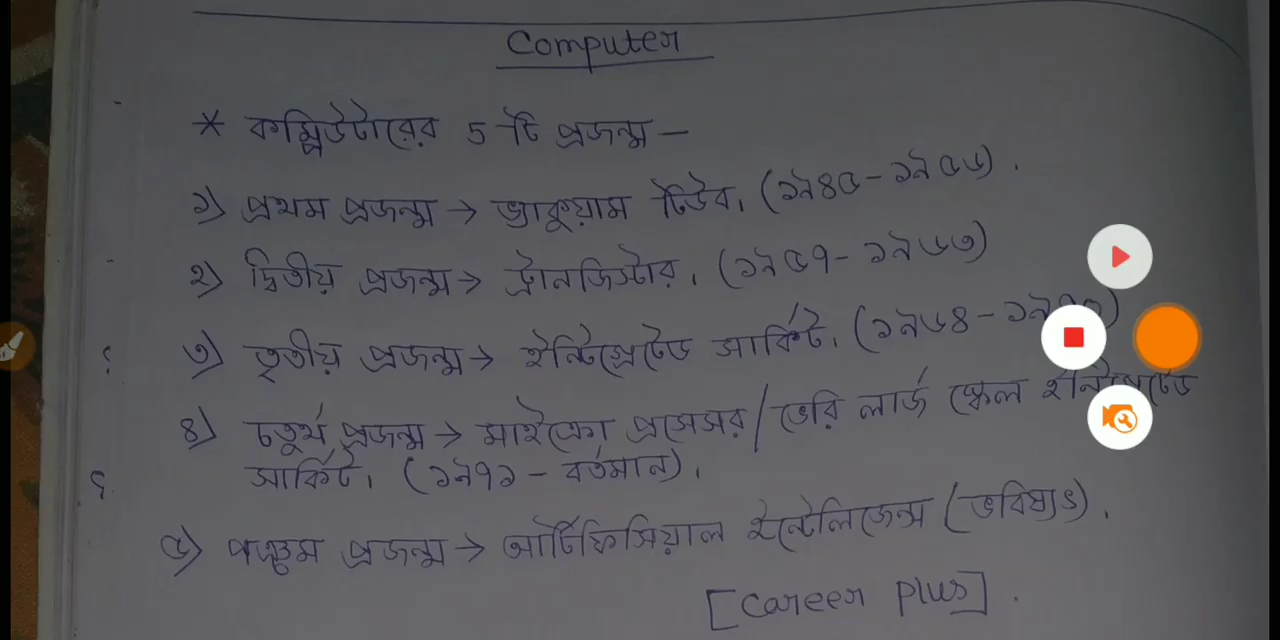 Computer
* কম্পিউটারের 5 টি প্রজন্ম —
১) প্রথম প্রজন্ম → ভ্যাকুয়াম টিউব, (১৯৪৫ - ১৯৫৬).
২) দ্বিতীয় প্রজন্ম → ট্রানজিস্টার, (১৯৫৭ - ১৯৬৩)
৩) তৃতীয় প্রজন্ম → ইন্টিগ্রেটেড সার্কিট, (১৯৬৪ -
৪) চতুর্থ প্রজন্ম → মাইক্রো প্রসেসর / ভেরি লার্জ স্কেল
সার্কিট, (১৯৭১ - বর্তমান),
৫) পঞ্চম প্রজন্ম → আর্টিফিসিয়াল ইন্টেলিজেন্স (ভবিষ্যৎ),
[Career plus].